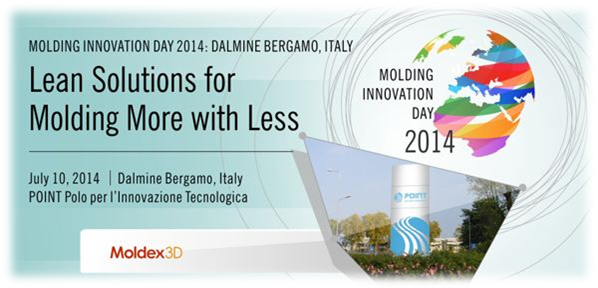 MOLDING INNOVATION DAY 2014: DALMINE BERGAMO, ITALY
Lean Solutions for
Molding More with Less
MOLDING
INNOVATION
DAY
2014
July 10, 2014 | Dalmine Bergamo, Italy
POINT Polo per l'Innovazione Tecnologica
POINT
Moldex3D